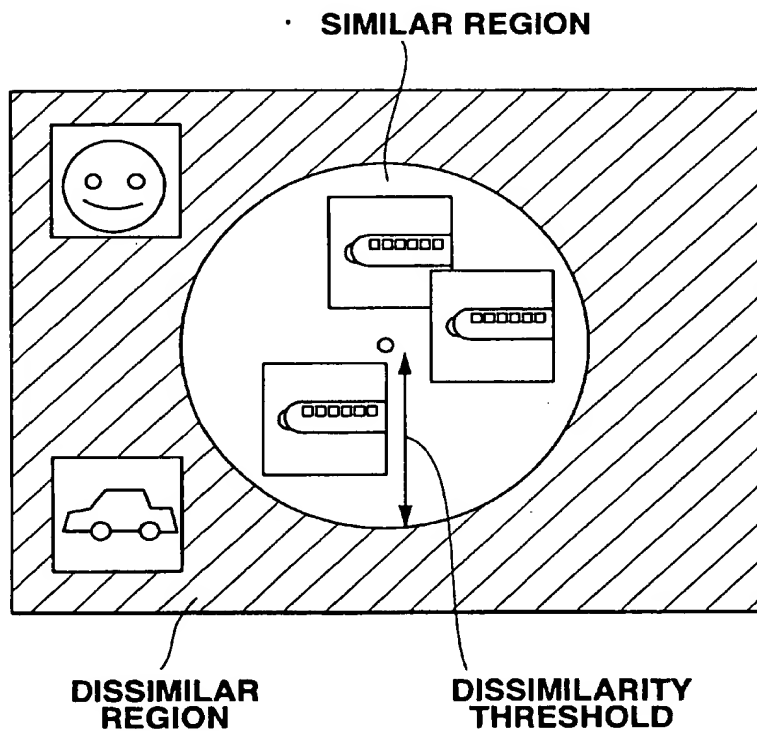 SIMILAR REGION
DISSIMILAR
REGION
DISSIMILARITY
THRESHOLD